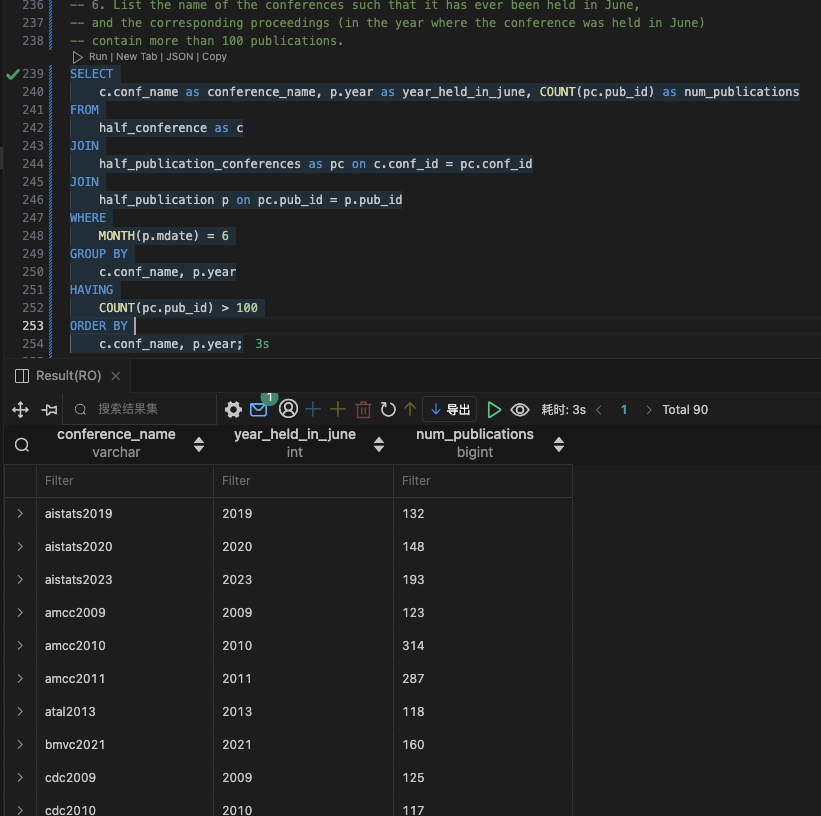 236 -- 6. List the name of the conferences such that it has ever been held in June,
237 -- and the corresponding proceedings (in the year where the conference was held in June)
238 -- contain more than 100 publications.
Run | New Tab | JSON | Copy
239 SELECT
240 c.conf_name as conference_name, p.year as year_held_in_june, COUNT(pc.pub_id) as num_publications
241 FROM
242 half_conference as c
243 JOIN
244 half_publication_conferences as pc on c.conf_id = pc.conf_id
245 JOIN
246 half_publication p on pc.pub_id = p.pub_id
247 WHERE
248 MONTH(p.mdate) = 6
249 GROUP BY
250 c.conf_name, p.year
251 HAVING
252 COUNT(pc.pub_id) > 100
253 ORDER BY
254 c.conf_name, p.year; 3s
Result(RO)
搜索结果集 1 导出 耗时: 3s 1 Total 90
conference_name year_held_in_june num_publications
varchar int bigint
Filter Filter Filter
aistats2019 2019 132
aistats2020 2020 148
aistats2023 2023 193
amcc2009 2009 123
amcc2010 2010 314
amcc2011 2011 287
atal2013 2013 118
bmvc2021 2021 160
cdc2009 2009 125
cdc2010 2010 117